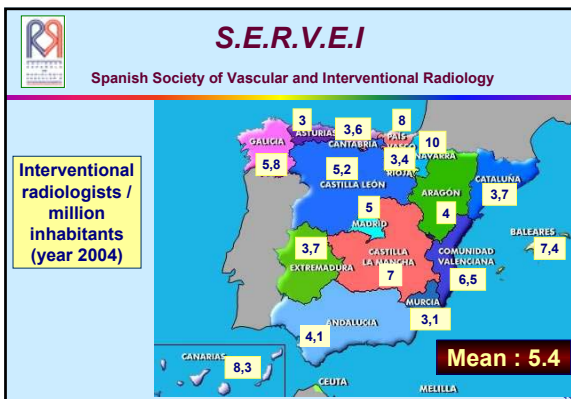 S.E.R.V.E.I
Spanish Society of Vascular and Interventional Radiology
Interventional
radiologists /
million
inhabitants
(year 2004)
3
ASTURIAS
3,6
CANTABRIA
8
PAIS
VASCO
10
NAVARRA
GALICIA
5,8
5,2
CASTILLA LEÓN
3,4
RIOJA
CATALUÑA
3,7
ARAGÓN
4
5
MADRID
BALEARES
7,4
3,7
EXTREMADURA
CASTILLA
LA MANCHA
7
COMUNIDAD
VALENCIANA
6,5
MURCIA
3,1
ANDALUCIA
4,1
Mean : 5.4
CANARIAS
8,3
CEUTA
MELILLA